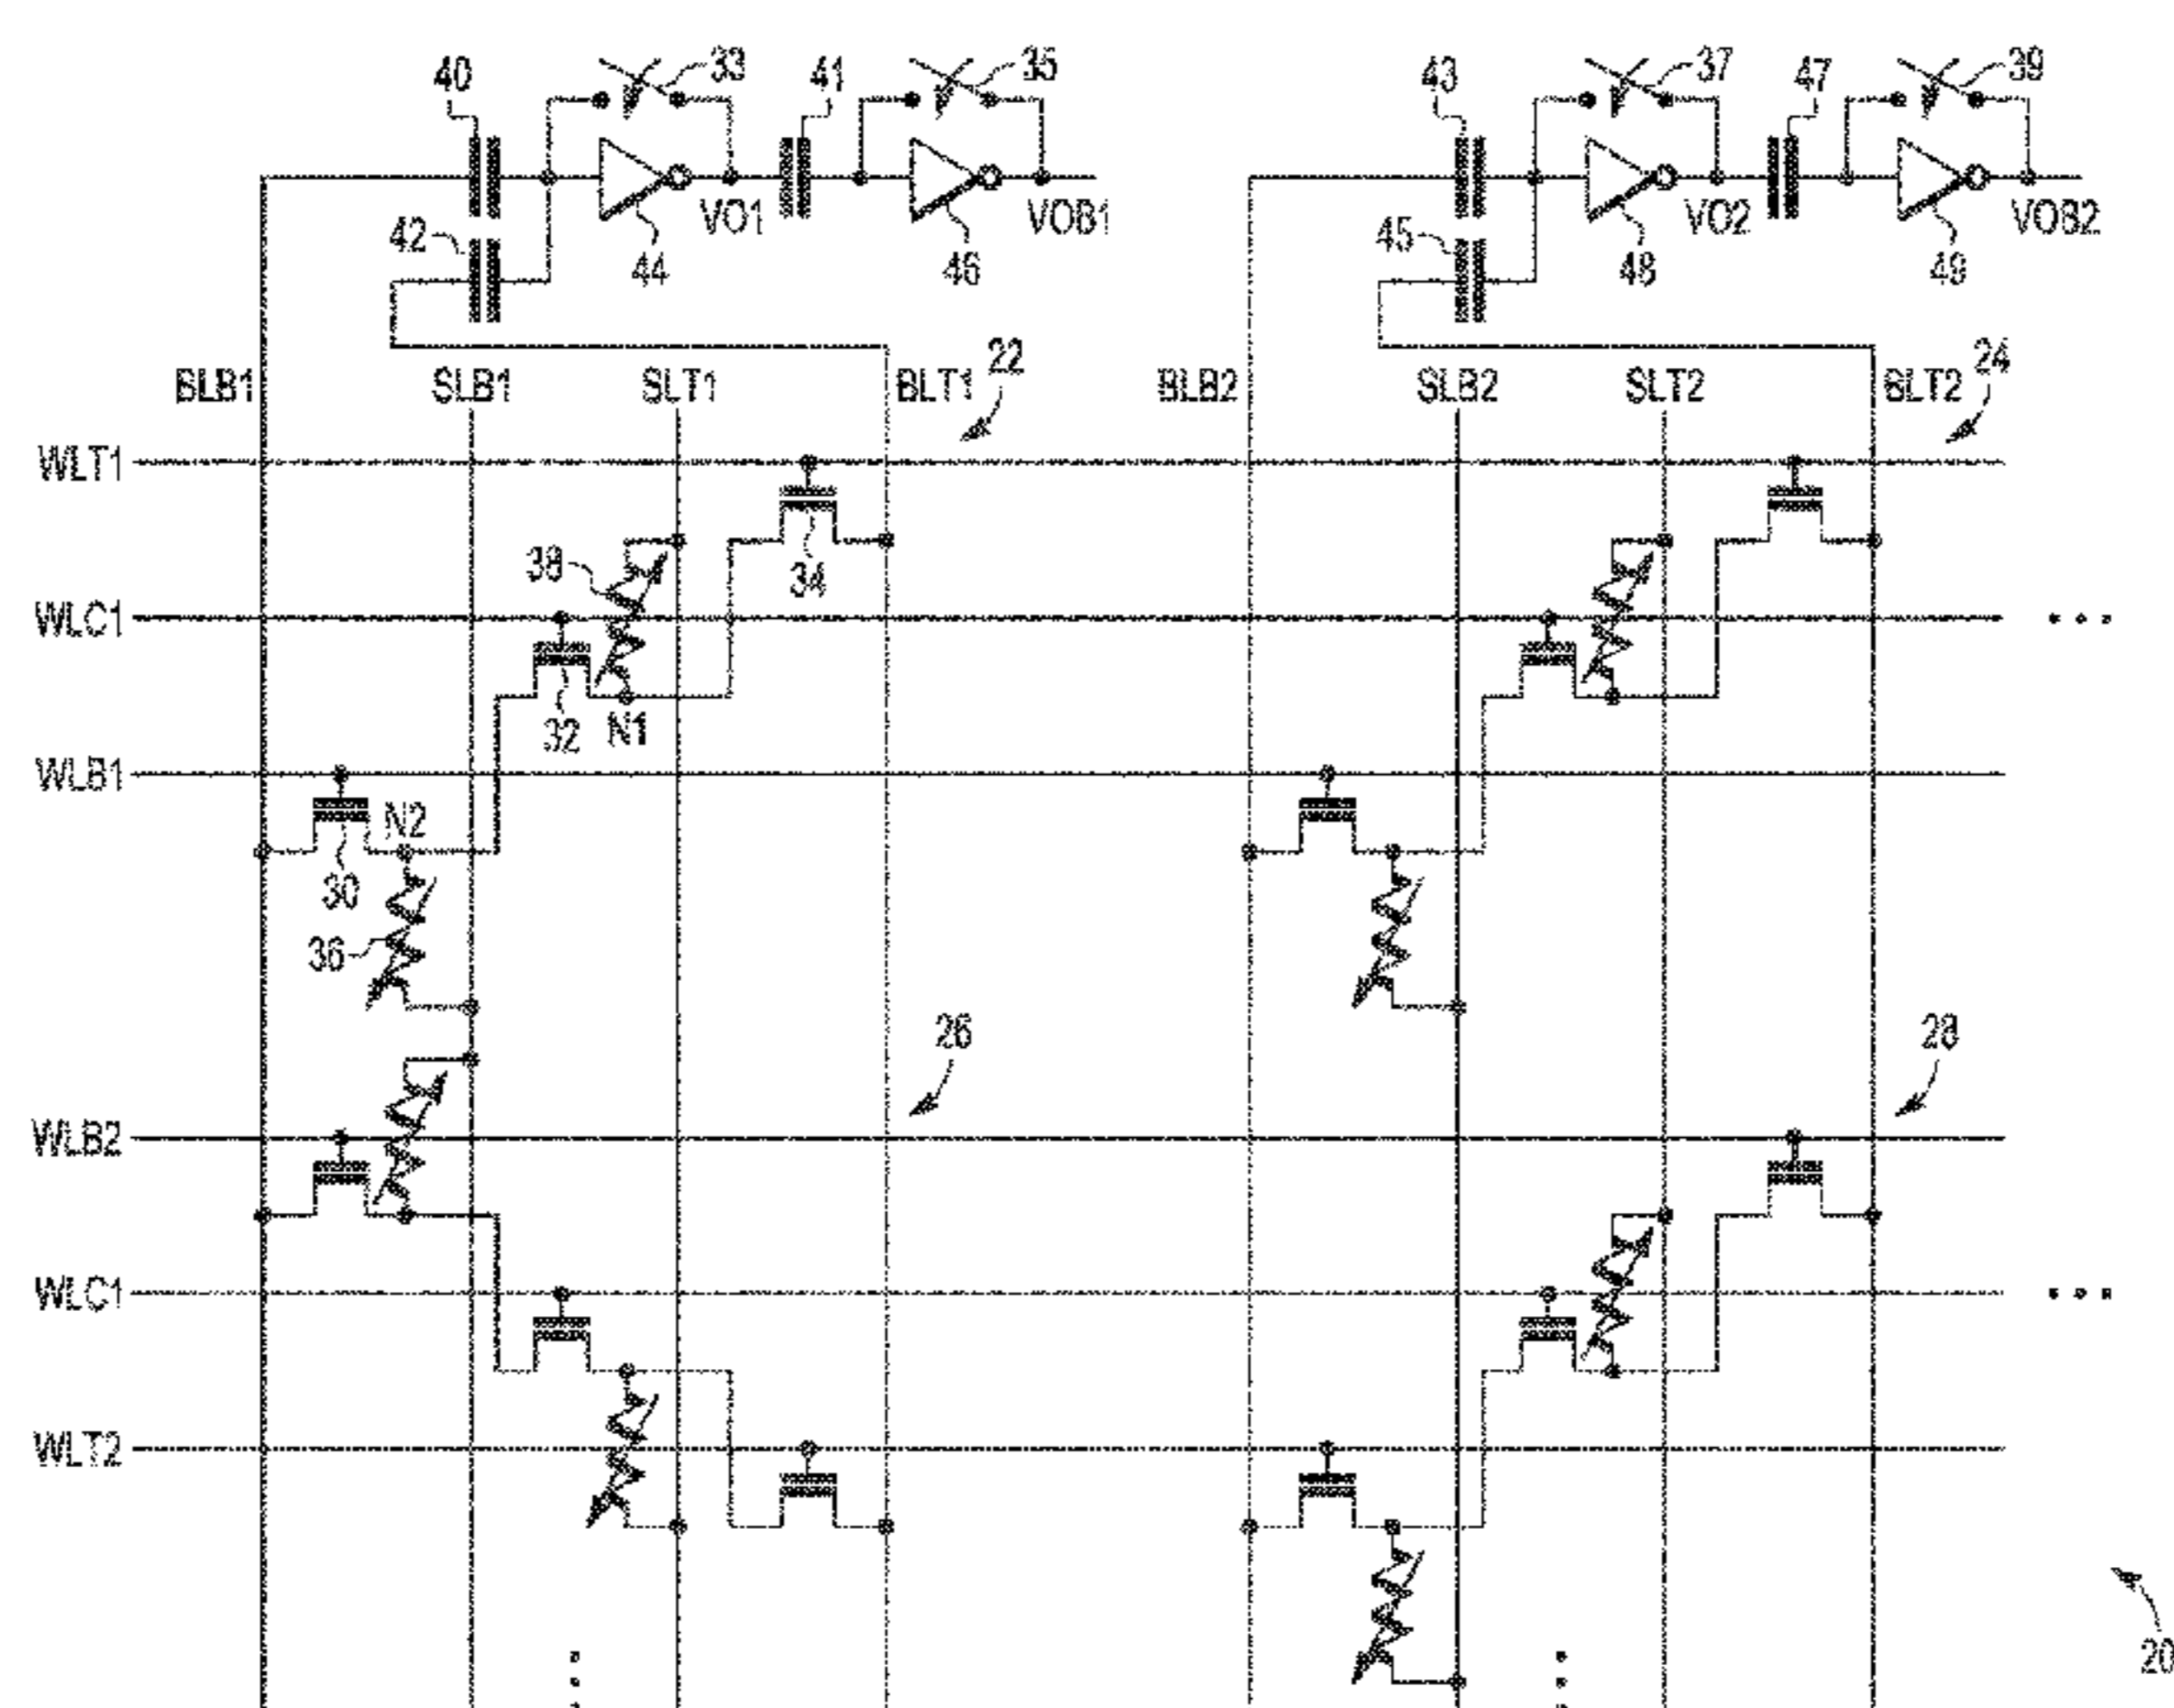 40 33 41 35 43 37 47 39
42 VO1 VOB1 45 VO2 VOB2
44 46 48 49
22 24
BLB1 SLB1 SLT1 BLT1 BLB2 SLB2 SLT2 BLT2
WLT1
38 34
WLC1
32 N1
WLB1
N2
30
36
26 28
WLB2
WLC1
WLT2
20